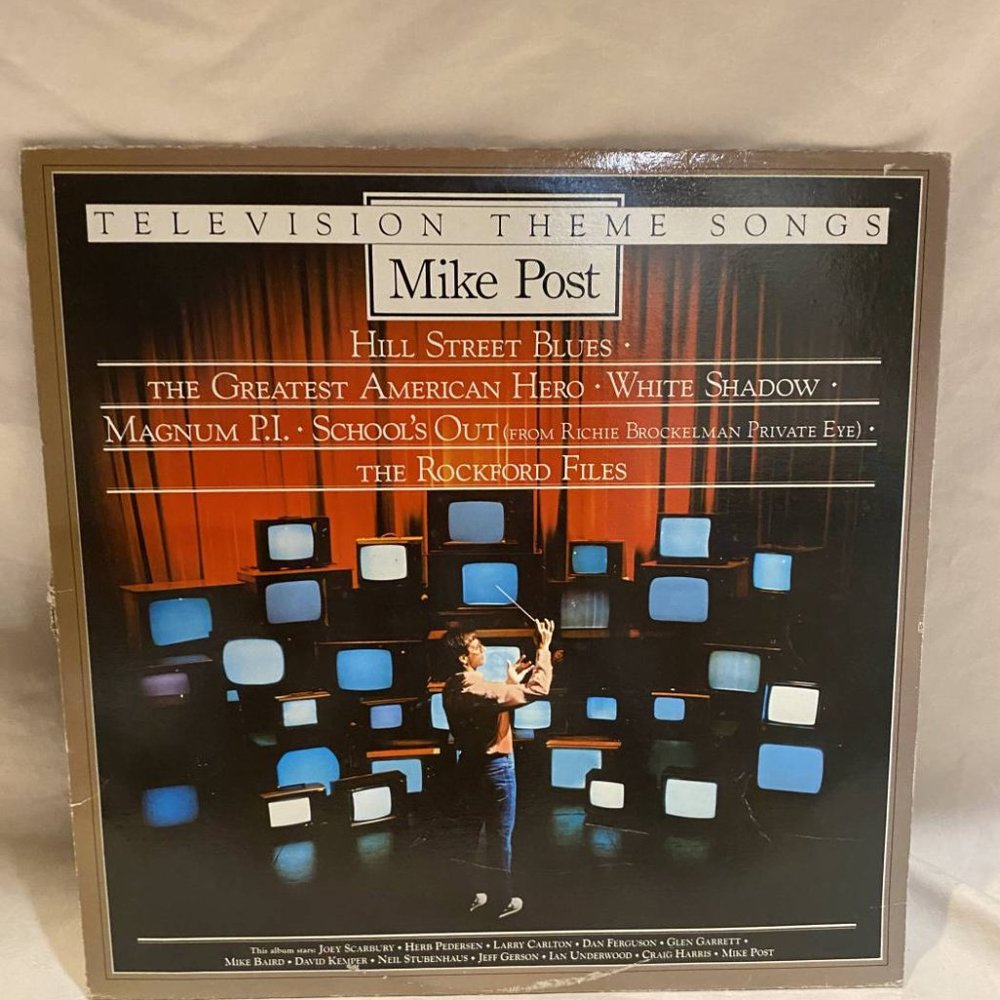 TELEVISION THEME SONGS
Mike Post
HILL STREET BLUES ·
THE GREATEST AMERICAN HERO · WHITE SHADOW ·
MAGNUM P.I. · SCHOOL'S OUT (FROM RICHIE BROCKELMAN PRIVATE EYE) ·
THE ROCKFORD FILES
This album stars: JOEY SCARBURY • HERB PEDERSEN • LARRY CARLTON • DAN FERGUSON • GLEN GARRETT •
MIKE BAIRD • DAVID KEMPER • NEIL STUBENHAUS • JEFF GERSON • IAN UNDERWOOD • CRAIG HARRIS • MIKE POST